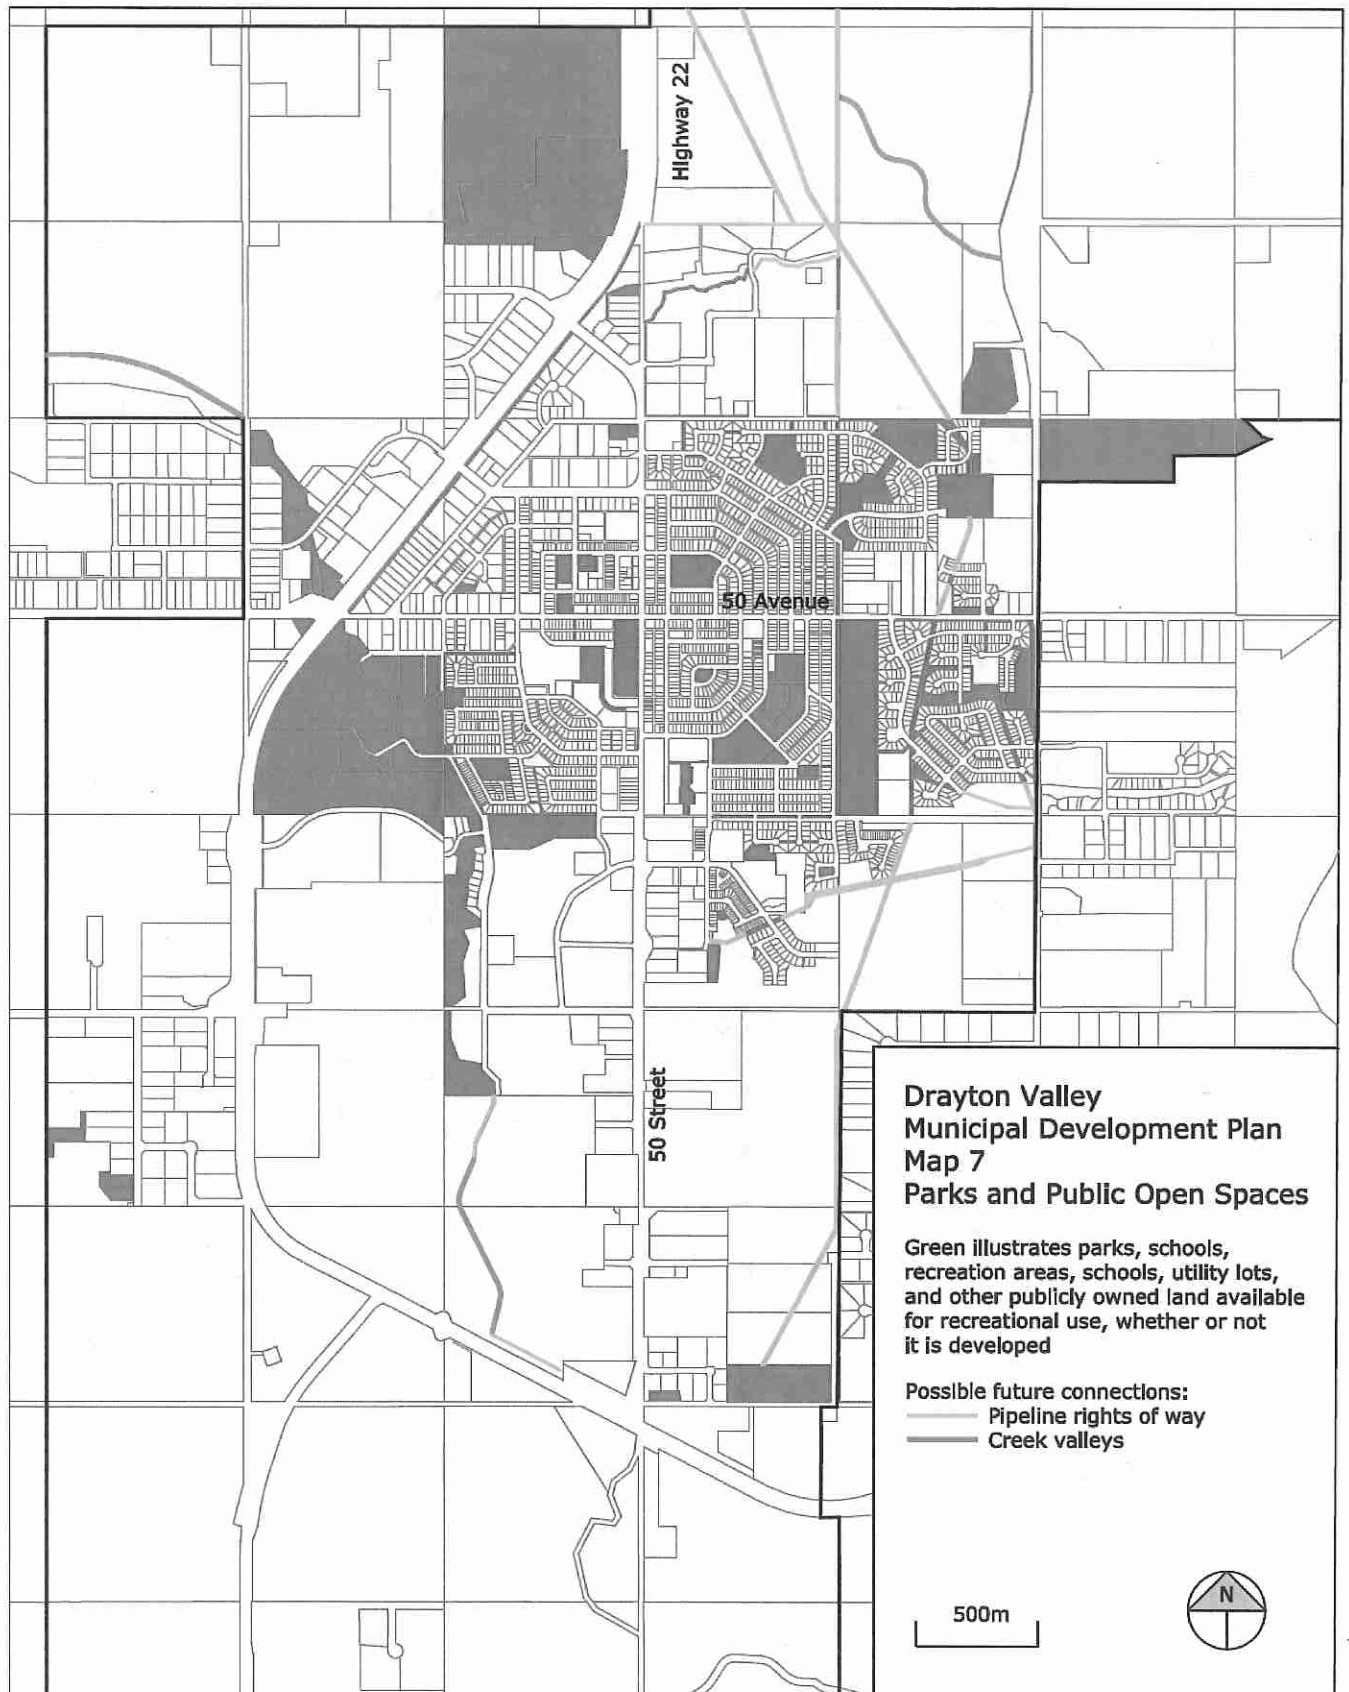 Highway 22
50 Avenue
50 Street
Drayton Valley
Municipal Development Plan
Map 7
Parks and Public Open Spaces
Green illustrates parks, schools,
recreation areas, schools, utility lots,
and other publicly owned land available
for recreational use, whether or not
it is developed
Possible future connections:
Pipeline rights of way
Creek valleys
500m
N